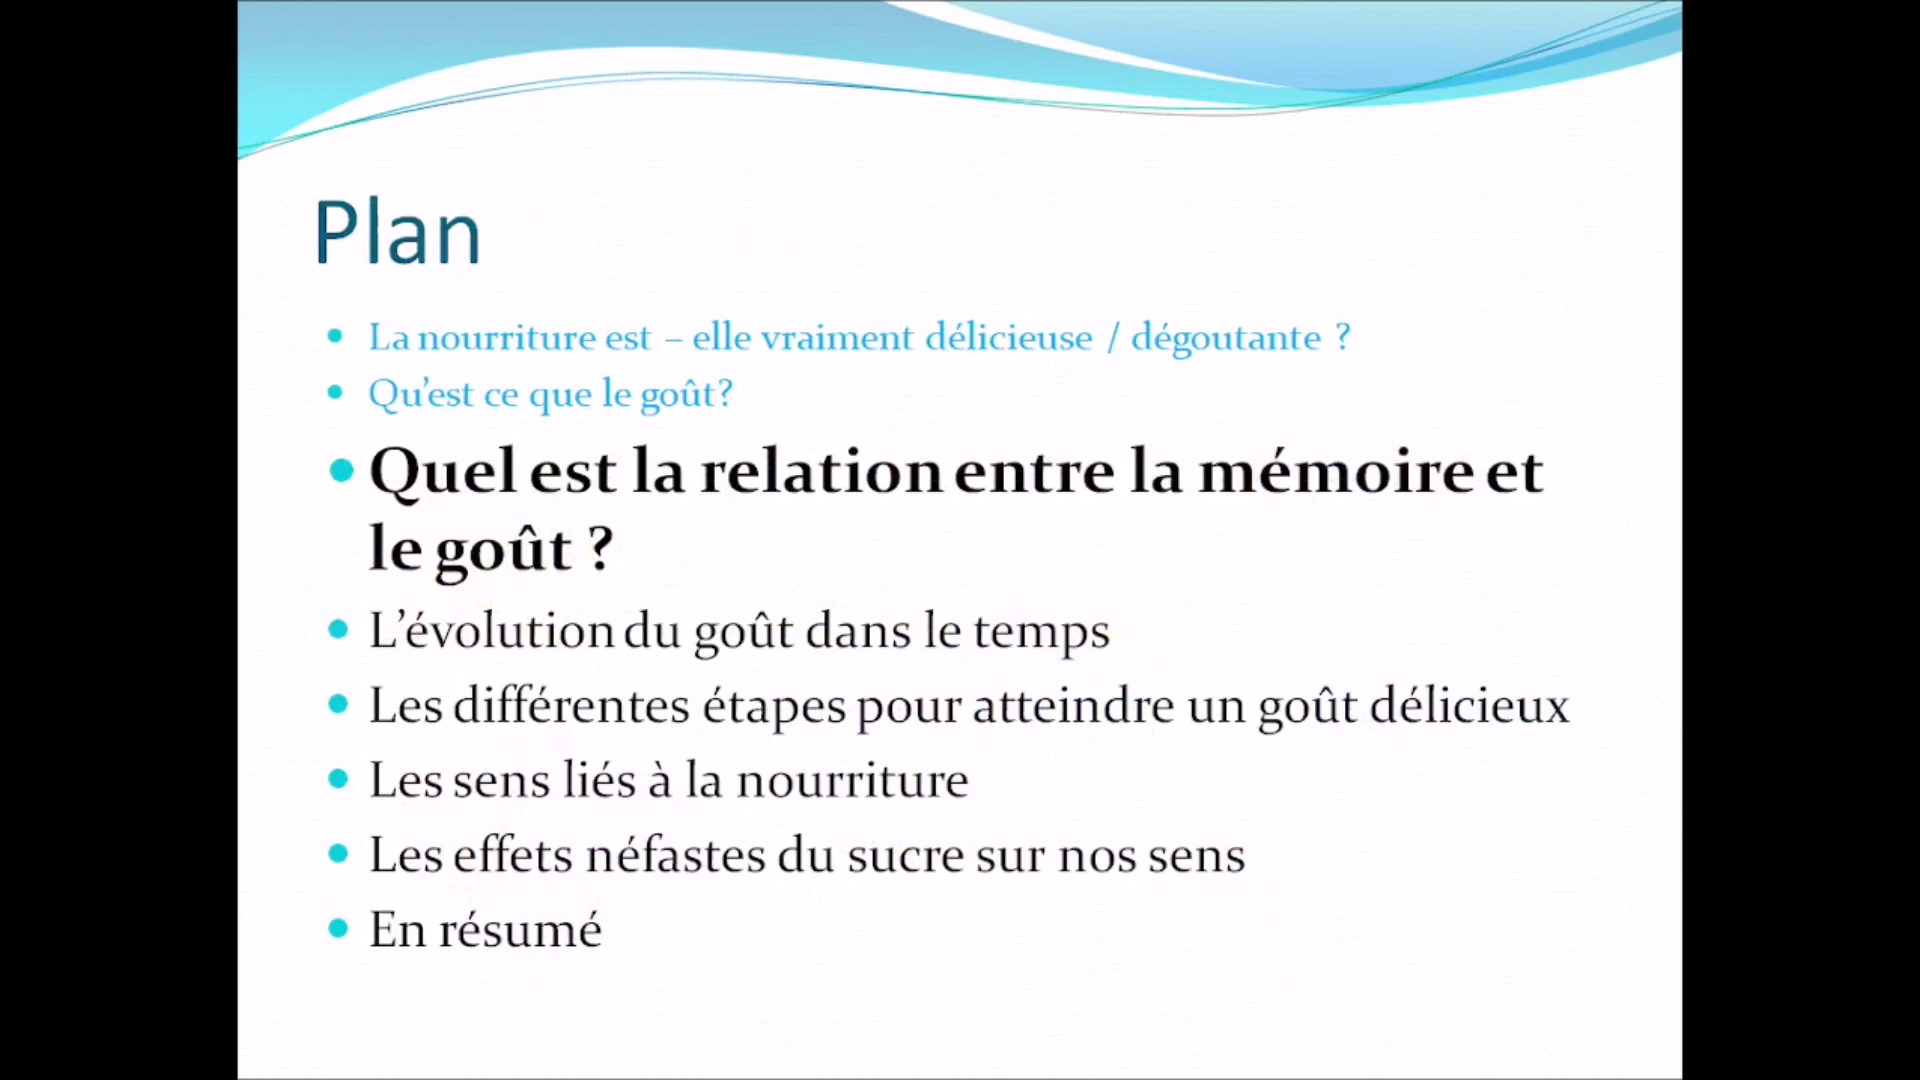 Plan
• La nourriture est – elle vraiment délicieuse / dégoutante ?
• Qu’est ce que le goût?
• Quel est la relation entre la mémoire et
le goût ?
• L’évolution du goût dans le temps
• Les différentes étapes pour atteindre un goût délicieux
• Les sens liés à la nourriture
• Les effets néfastes du sucre sur nos sens
• En résumé